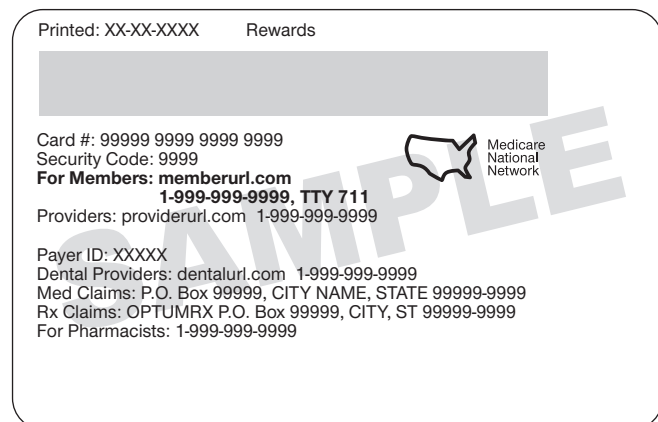 Printed: XX-XX-XXXX Rewards
Card #: 99999 9999 9999 9999
Security Code: 9999
For Members: memberurl.com
1-999-999-9999, TTY 711
Providers: providerurl.com 1-999-999-9999
Medicare
National
Network
Payer ID: XXXXX
Dental Providers: dentalurl.com 1-999-999-9999
Med Claims: P.O. Box 99999, CITY NAME, STATE 99999-9999
Rx Claims: OPTUMRX P.O. Box 99999, CITY, ST 99999-9999
For Pharmacists: 1-999-999-9999
SAMPLE